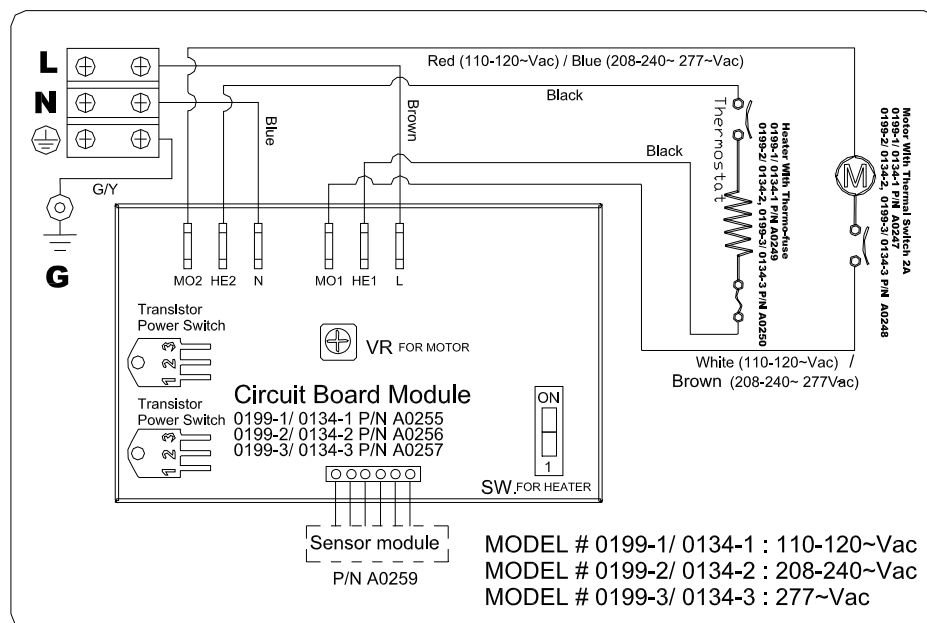 L
N
G/Y
G
Red (110-120~Vac) / Blue (208-240~ 277~Vac)
Black
Blue
Brown
Black
Thermostat
Heater With Thermo-fuse
0199-1/ 0134-1 P/N A0249
0199-2/ 0134-2, 0199-3/ 0134-3 P/N A0250
Motor With Thermal Switch 2A
0199-1/ 0134-1 P/N A0247
0199-2/ 0134-2, 0199-3/ 0134-3 P/N A0248
M
White (110-120~Vac) /
Brown (208-240~ 277Vac)
MO2 HE2 N MO1 HE1 L
Transistor
Power Switch
1 2 3
VR FOR MOTOR
Transistor
Power Switch
1 2 3
Circuit Board Module
0199-1/ 0134-1 P/N A0255
0199-2/ 0134-2 P/N A0256
0199-3/ 0134-3 P/N A0257
ON
1
SW. FOR HEATER
Sensor module
P/N A0259
MODEL # 0199-1/ 0134-1 : 110-120~Vac
MODEL # 0199-2/ 0134-2 : 208-240~Vac
MODEL # 0199-3/ 0134-3 : 277~Vac